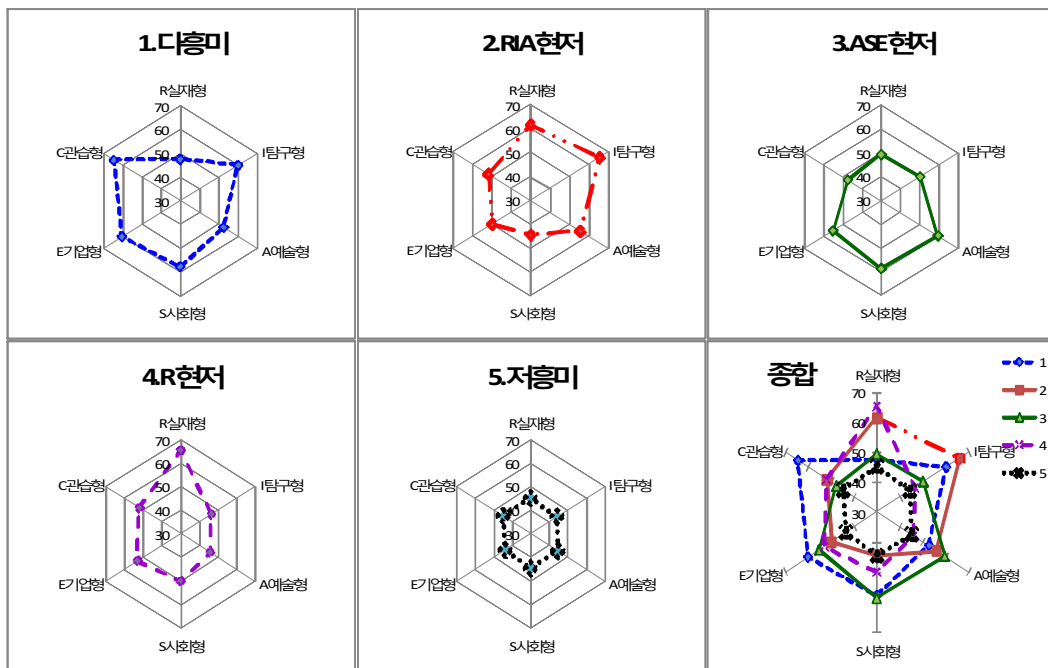 1.다흥미
R실재형
70
60
50
40
30
C관습형
I탐구형
E기업형
A예술형
S사회형
2.RIA현저
R실재형
70
60
50
40
30
C관습형
I탐구형
E기업형
A예술형
S사회형
3.ASE현저
R실재형
70
60
50
40
30
C관습형
I탐구형
E기업형
A예술형
S사회형
4.R현저
R실재형
70
60
50
40
30
C관습형
I탐구형
E기업형
A예술형
S사회형
5.저흥미
R실재형
70
60
50
40
30
C관습형
I탐구형
E기업형
A예술형
S사회형
종합
R실재형
70
60
50
40
30
C관습형
I탐구형
E기업형
A예술형
S사회형
1
2
3
4
5